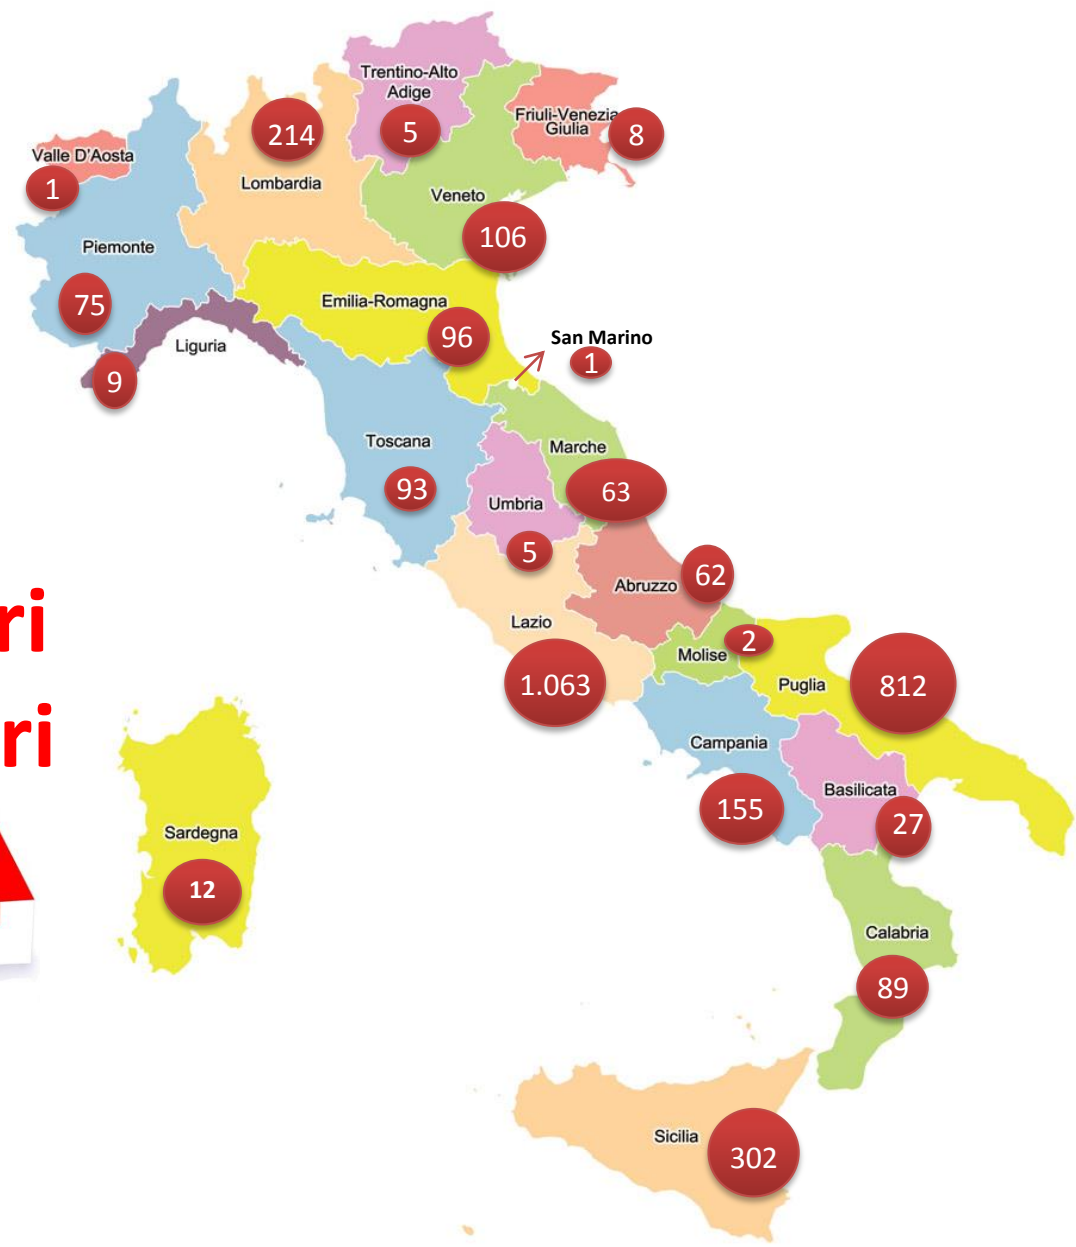 Trentino-Alto
Adige
5
214
Lombardia
Friuli-Venezia
Giulia
8
Valle D'Aosta
1
Veneto
106
Piemonte
75
Emilia-Romagna
96
San Marino
1
Liguria
9
Toscana
93
Marche
63
Umbria
5
Abruzzo
62
Lazio
1.063
Molise
2
Puglia
812
ri
ri
Campania
155
Basilicata
27
Sardegna
12
Calabria
89
Sicilia
302